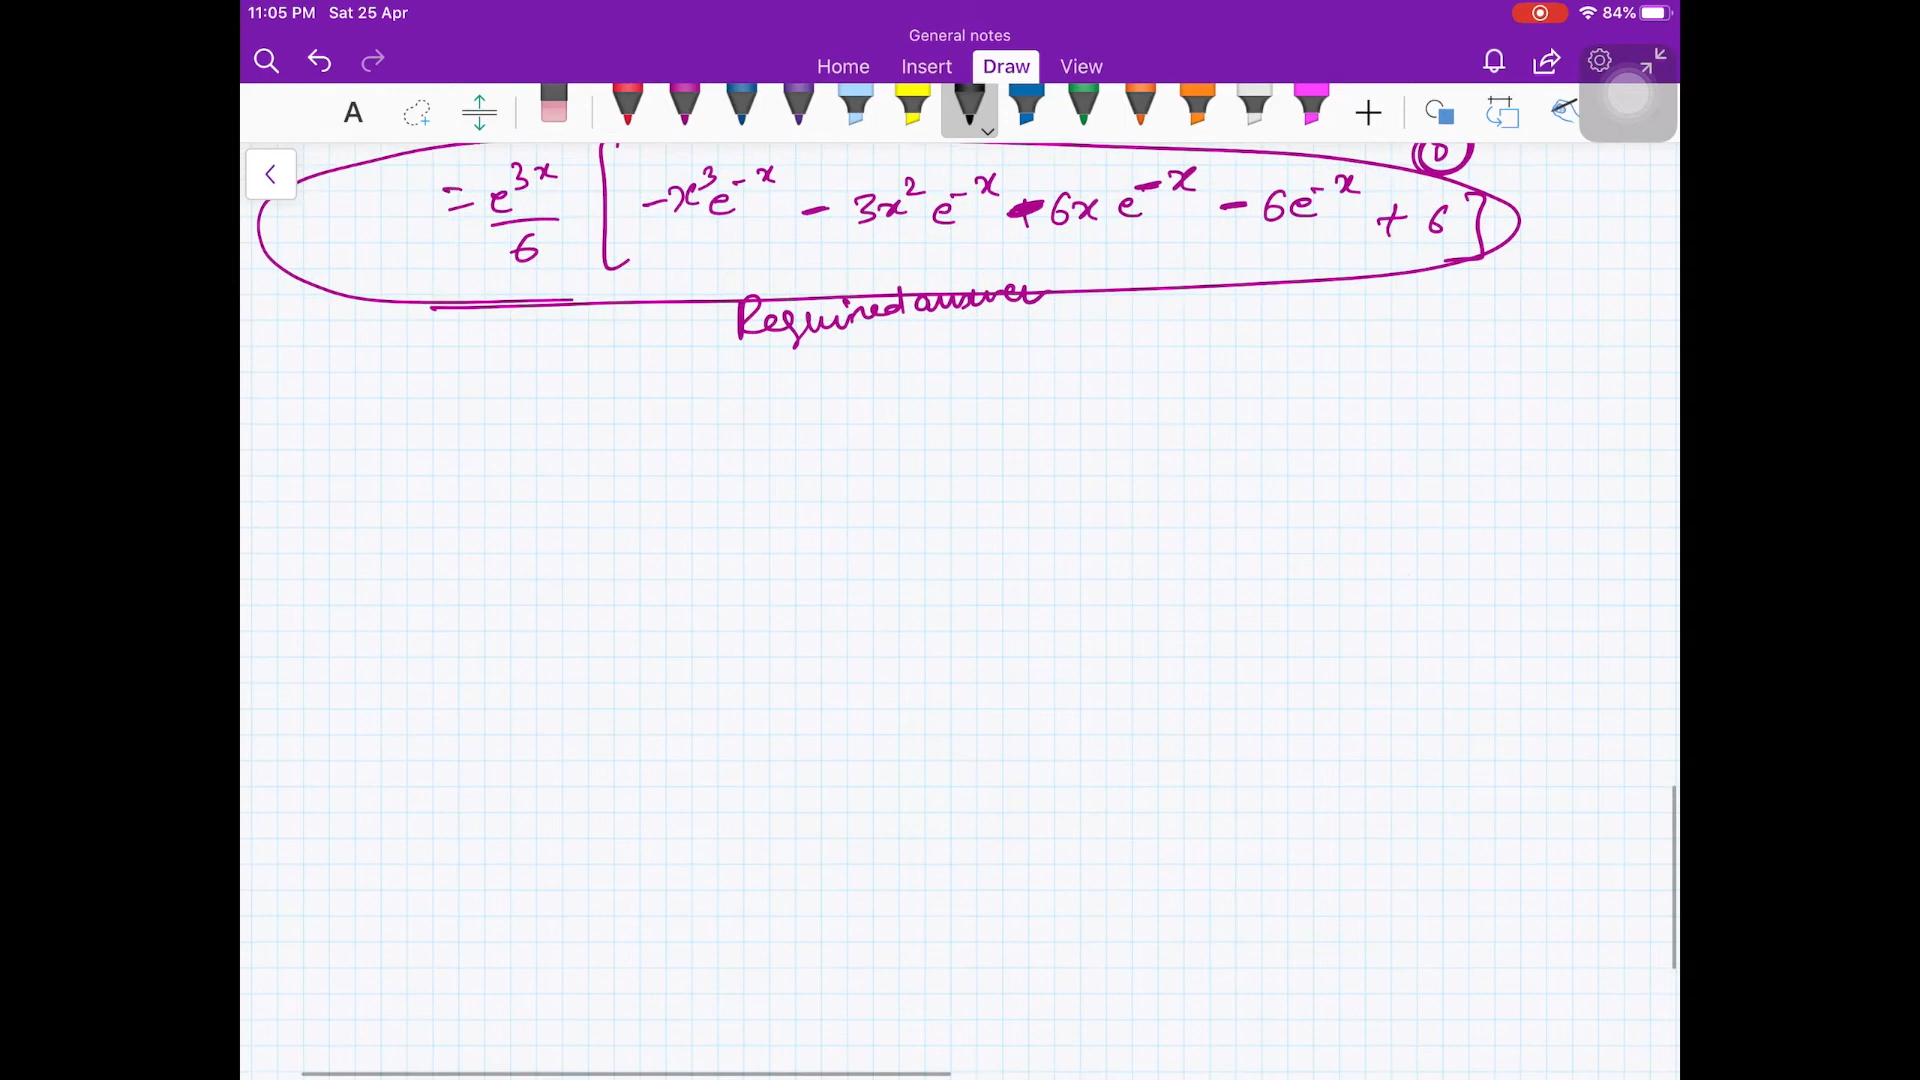 11:05 PM Sat 25 Apr
84%
General notes
Home Insert Draw View
A
= e^{3x}/6 [ -x^3 e^{-x} - 3x^2 e^{-x} - 6x e^{-x} - 6e^{-x} + 6 ]
Required answer